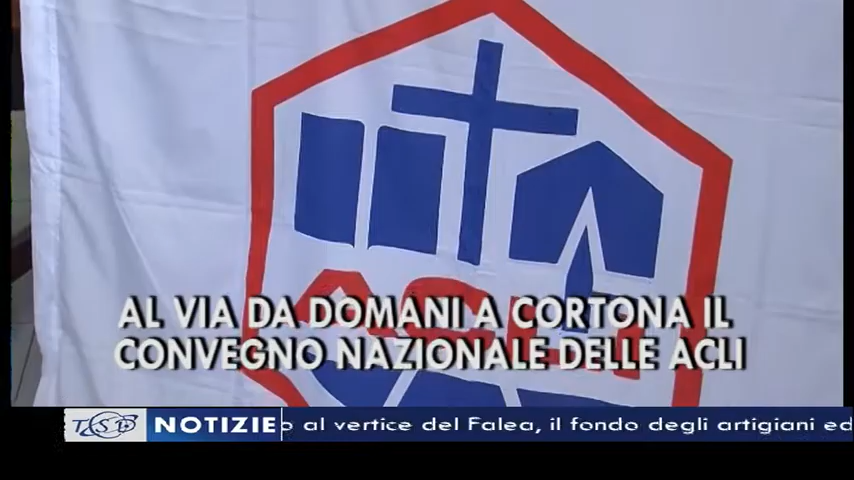 AL VIA DA DOMANI A CORTONA IL
CONVEGNO NAZIONALE DELLE ACLI
NOTIZIE
o al vertice del Falea, il fondo degli artigiani ed